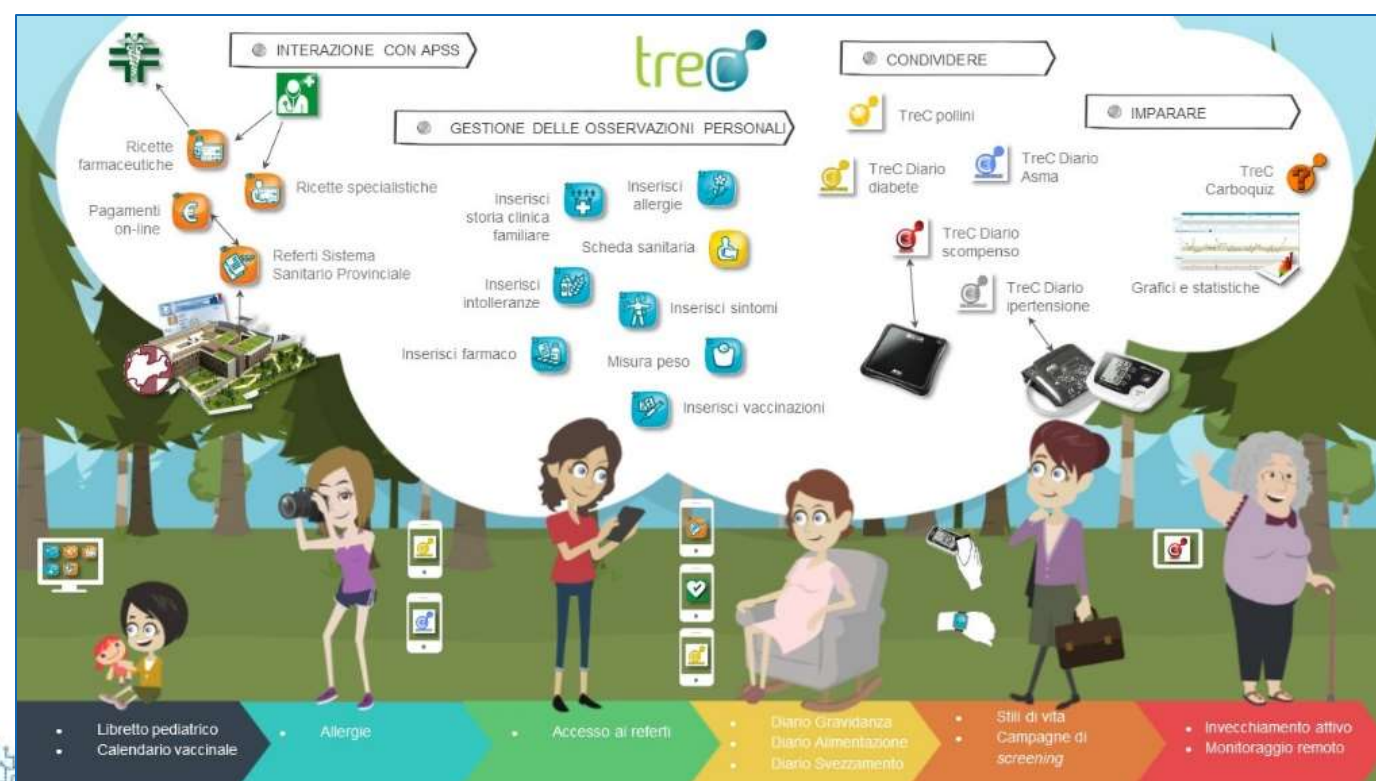 INTERAZIONE CON APSS
treC
CONDIVIDERE
GESTIONE DELLE OSSERVAZIONI PERSONALI
IMPARARE
Ricette
farmaceutiche
Ricette specialistiche
Pagamenti
on-line
Referti Sistema
Sanitario Provinciale
Inserisci
storia clinica
familiare
Inserisci
allergie
Scheda sanitaria
Inserisci
intolleranze
Inserisci sintomi
Inserisci farmaco
Misura peso
Inserisci vaccinazioni
TreC pollini
TreC Diario
diabete
TreC Diario
Asma
TreC Diario
scompenso
TreC Diario
ipertensione
TreC
Carboquiz
Grafici e statistiche
• Libretto pediatrico
• Calendario vaccinale
• Allergie
• Accesso ai referti
• Diario Gravidanza
• Diario Alimentazione
• Diario Svezzamento
• Stili di vita
• Campagne di
screening
• Invecchiamento attivo
• Monitoraggio remoto